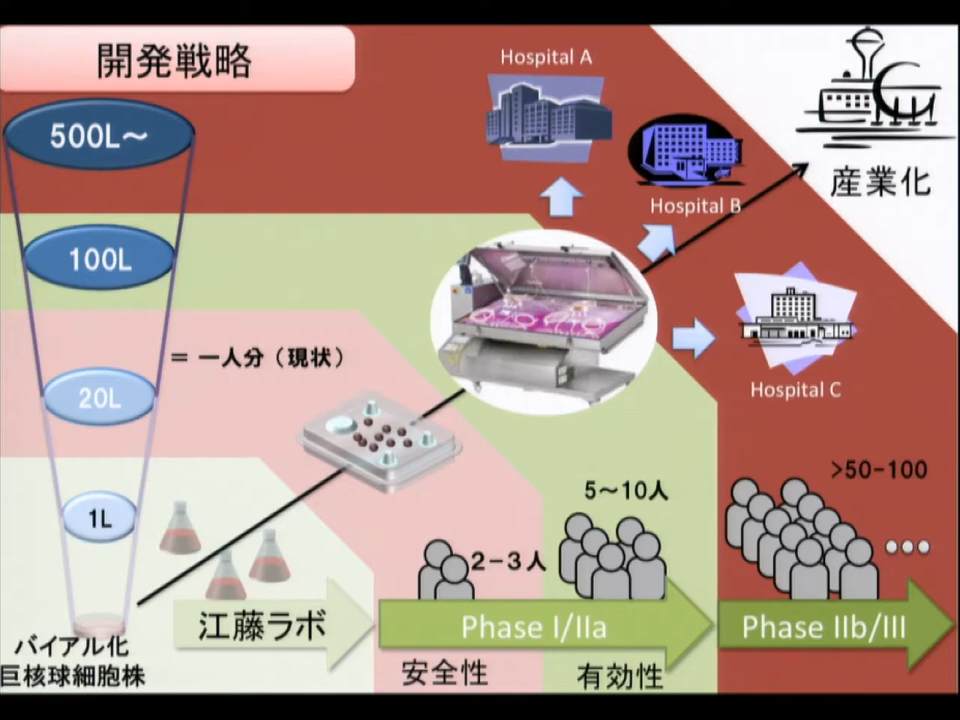 開発戦略
Hospital A
500L～
Hospital B
産業化
100L
＝ 一人分（現状）
20L
Hospital C
>50-100
5～10人
1L
2－3人
江藤ラボ
Phase I/IIa
Phase IIb/III
バイアル化
巨核球細胞株
安全性
有効性